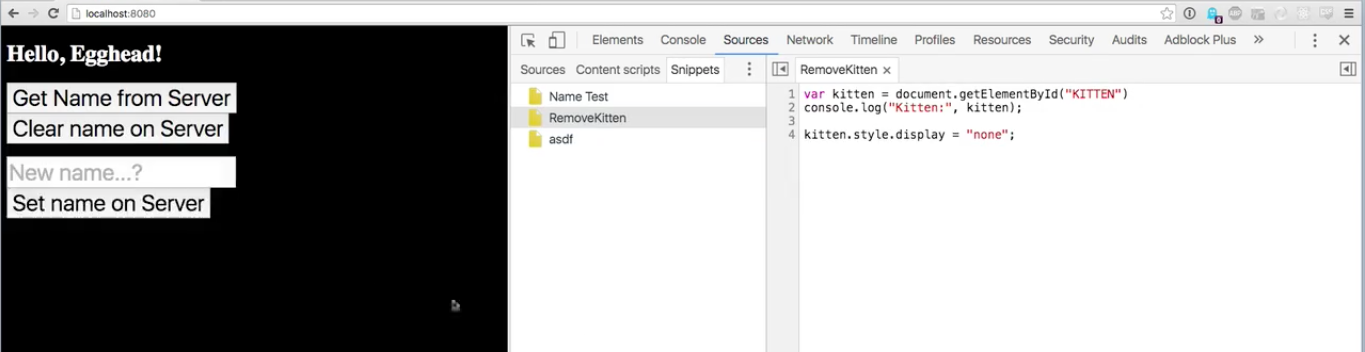 localhost:8080
Hello, Egghead!
Get Name from Server
Clear name on Server
New name...?
Set name on Server
Elements Console Sources Network Timeline Profiles Resources Security Audits Adblock Plus »
Sources Content scripts Snippets
Name Test
RemoveKitten
asdf
RemoveKitten ×
1 var kitten = document.getElementById("KITTEN")
2 console.log("Kitten:", kitten);
3
4 kitten.style.display = "none";